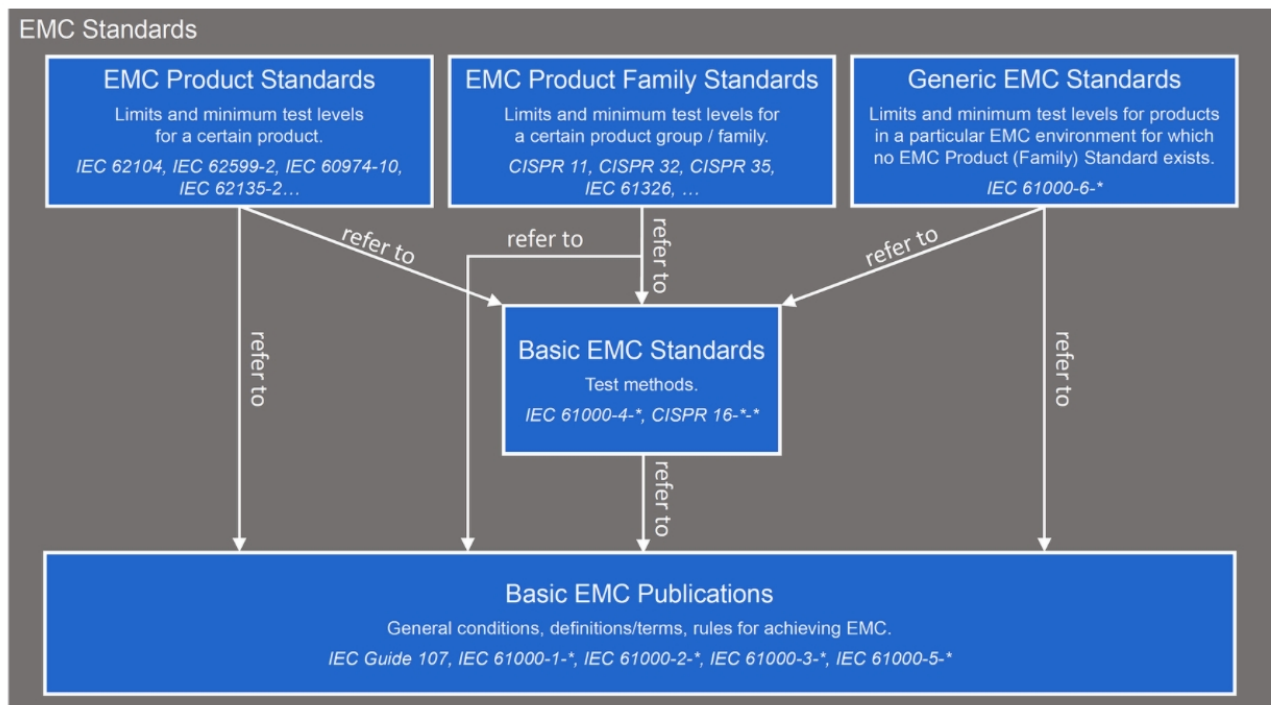 EMC Standards
EMC Product Standards
Limits and minimum test levels
for a certain product.
IEC 62104, IEC 62599-2, IEC 60974-10,
IEC 62135-2…
EMC Product Family Standards
Limits and minimum test levels for
a certain product group / family.
CISPR 11, CISPR 32, CISPR 35,
IEC 61326, …
Generic EMC Standards
Limits and minimum test levels for products
in a particular EMC environment for which
no EMC Product (Family) Standard exists.
IEC 61000-6-*
refer to
refer to
refer to
refer to
refer to
Basic EMC Standards
Test methods.
IEC 61000-4-*, CISPR 16-*-*
refer to
refer to
refer to
Basic EMC Publications
General conditions, definitions/terms, rules for achieving EMC.
IEC Guide 107, IEC 61000-1-*, IEC 61000-2-*, IEC 61000-3-*, IEC 61000-5-*